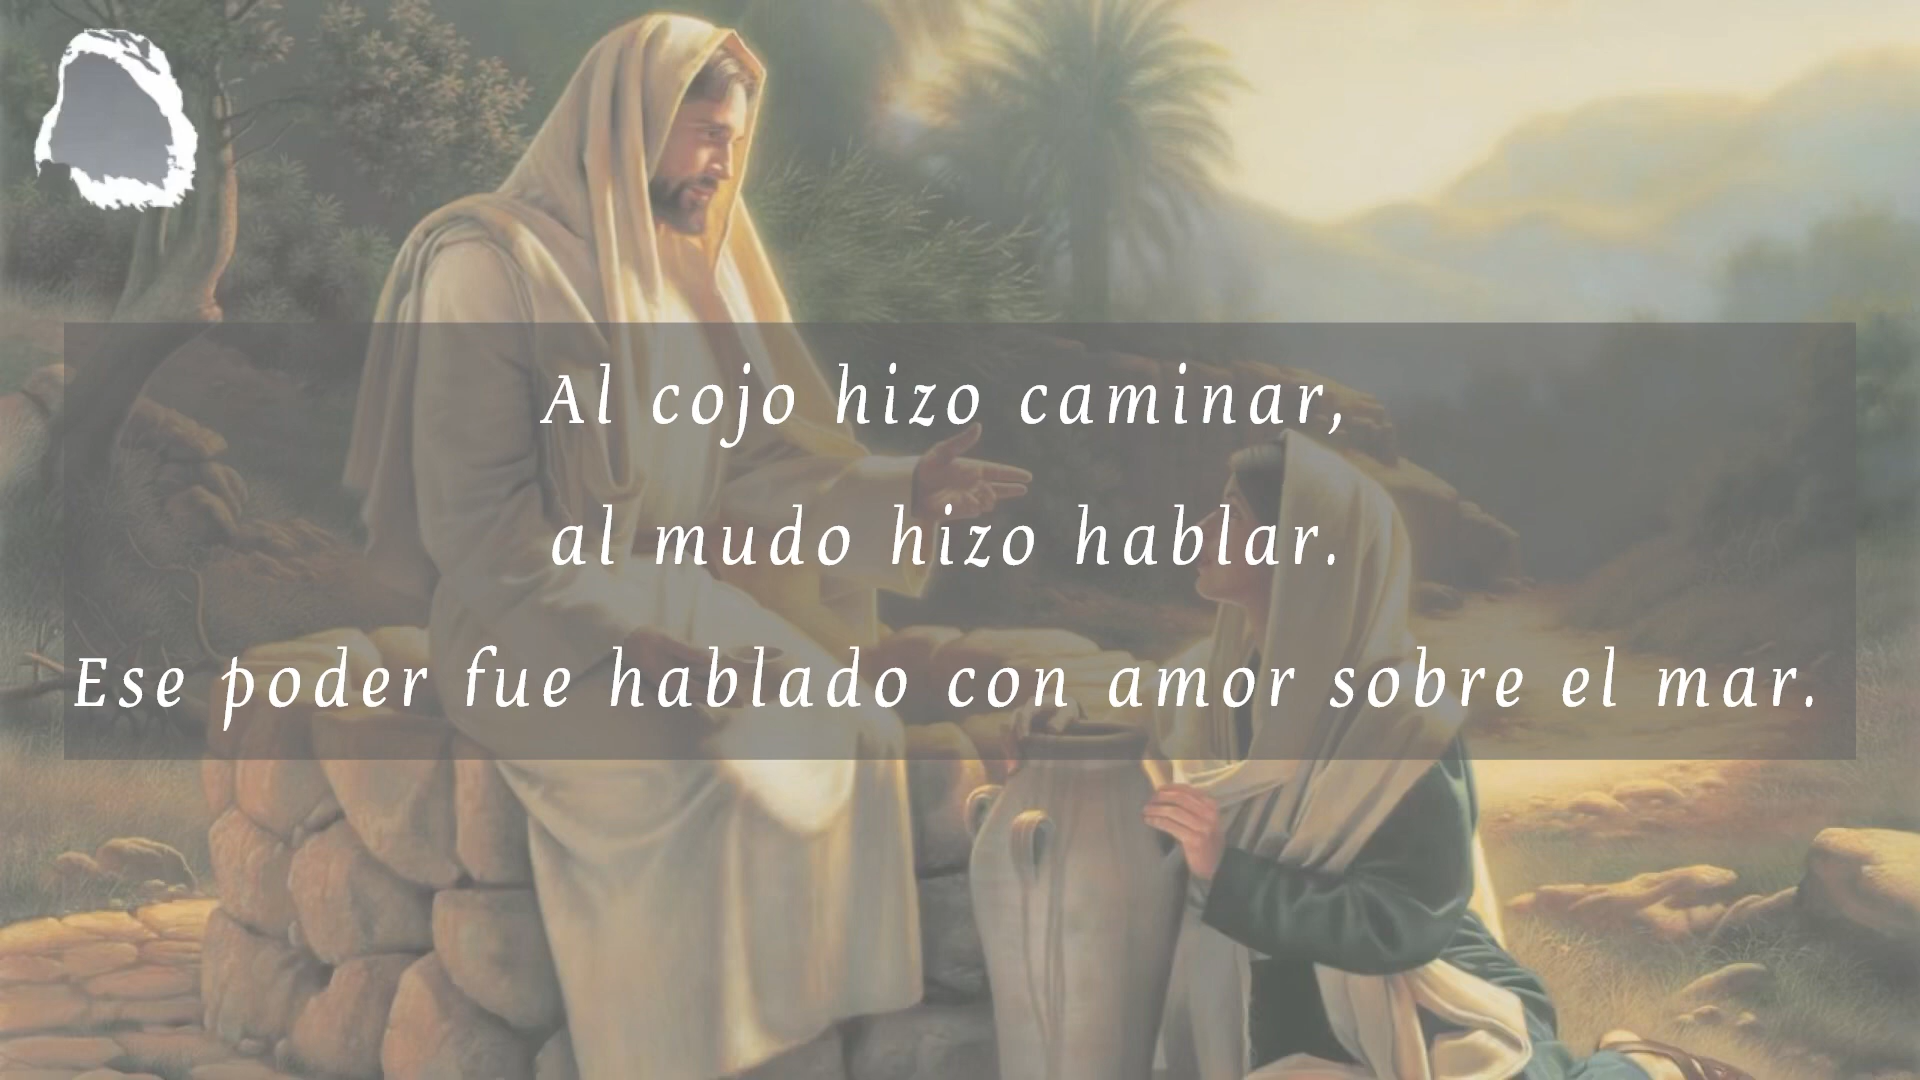 Al cojo hizo caminar,
al mudo hizo hablar.
Ese poder fue hablado con amor sobre el mar.